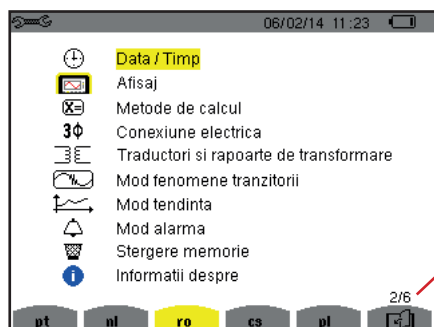 06/02/14 11:23
Data / Timp
Afisaj
X= Metode de calcul
3Φ Conexiune electrica
Traductori si rapoarte de transformare
Mod fenomene tranzitorii
Mod tendinta
Mod alarma
Stergere memorie
i Informatii despre
2/6
pt nl ro cs pl